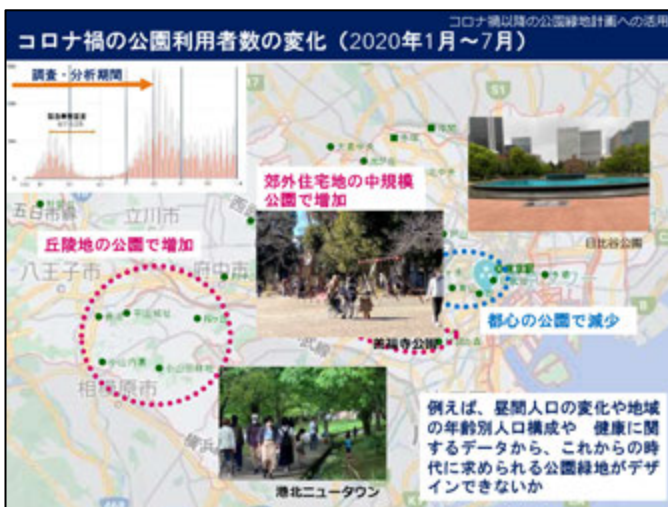 コロナ禍以降の公園緑地計画への活用
コロナ禍の公園利用者数の変化（2020年1月～7月）
調査・分析期間
郊外住宅地の中規模
公園で増加
日比谷公園
五日市線
立川市
丘陵地の公園で増加
八王子市
府中市
都心の公園で減少
善福寺公園
平山城址
小山内裏
相模原市
港北ニュータウン
例えば、昼間人口の変化や地域
の年齢別人口構成や　健康に関
するデータから、これからの時
代に求められる公園緑地がデ
ザインできないか